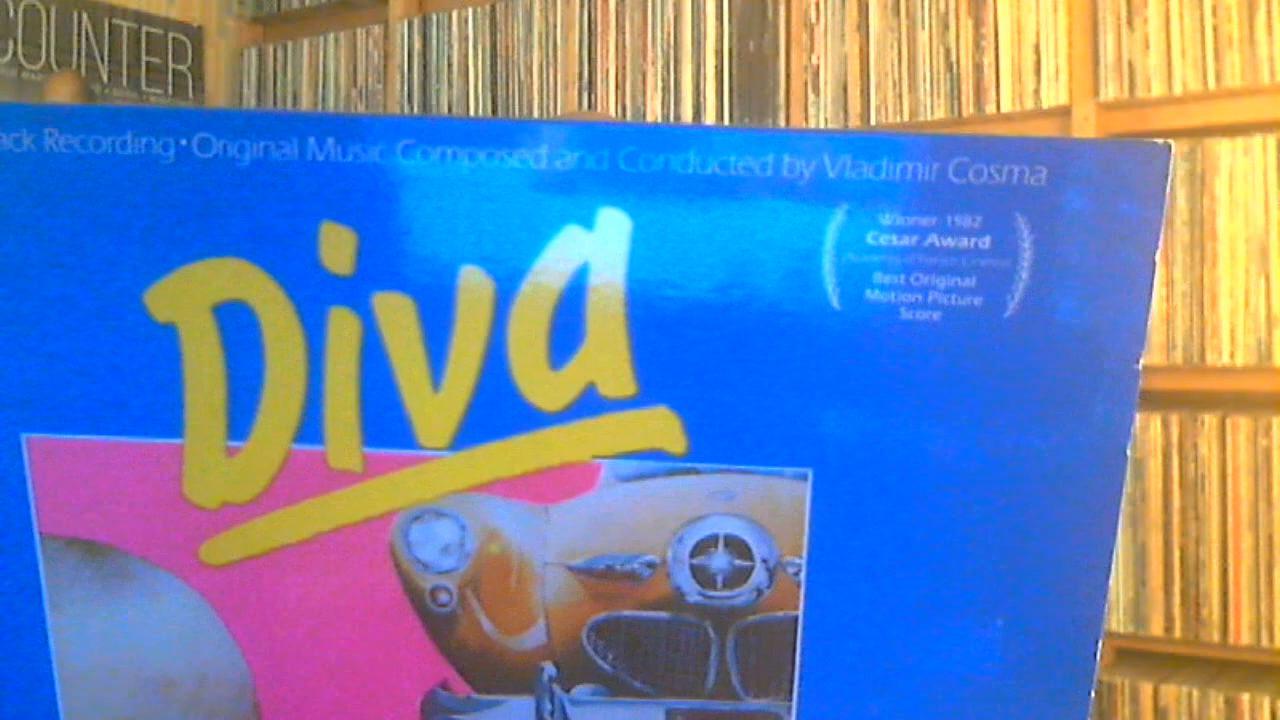 COUNTER
ack Recording • Original Music Composed and Conducted by Vladimir Cosma
Diva
Winner 1982
Cesar Award
Best Original
Motion Picture
Score